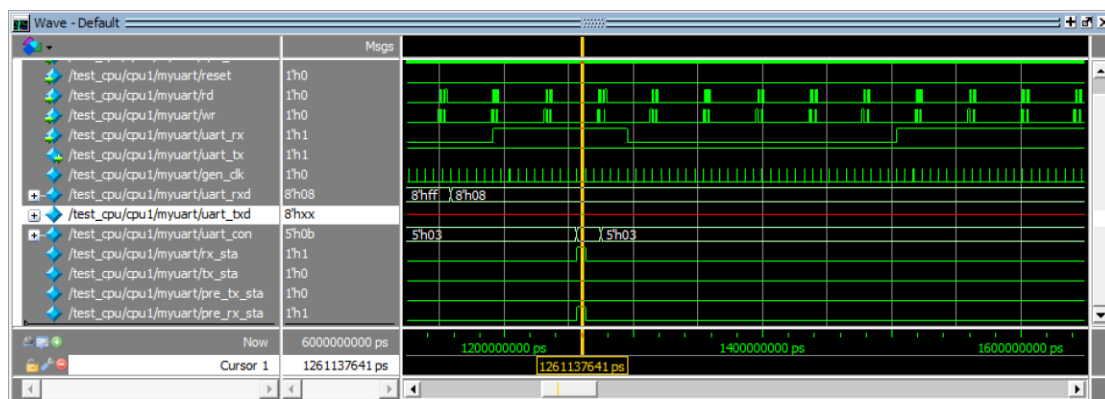 Wave - Default
Msgs
/test_cpu/cpu1/myuart/reset 1'h0
/test_cpu/cpu1/myuart/rd 1'h0
/test_cpu/cpu1/myuart/wr 1'h0
/test_cpu/cpu1/myuart/uart_rx 1'h1
/test_cpu/cpu1/myuart/uart_tx 1'h1
/test_cpu/cpu1/myuart/gen_clk 1'h0
/test_cpu/cpu1/myuart/uart_rxd 8'h08 8'hff 8'h08
/test_cpu/cpu1/myuart/uart_txd 8'hxx
/test_cpu/cpu1/myuart/uart_con 5'h0b 5'h03 5'h03
/test_cpu/cpu1/myuart/rx_sta 1'h1
/test_cpu/cpu1/myuart/tx_sta 1'h0
/test_cpu/cpu1/myuart/pre_tx_sta 1'h0
/test_cpu/cpu1/myuart/pre_rx_sta 1'h1
Now 6000000000 ps 1200000000 ps 1400000000 ps 1600000000 ps
Cursor 1 1261137641 ps 1261137641 ps